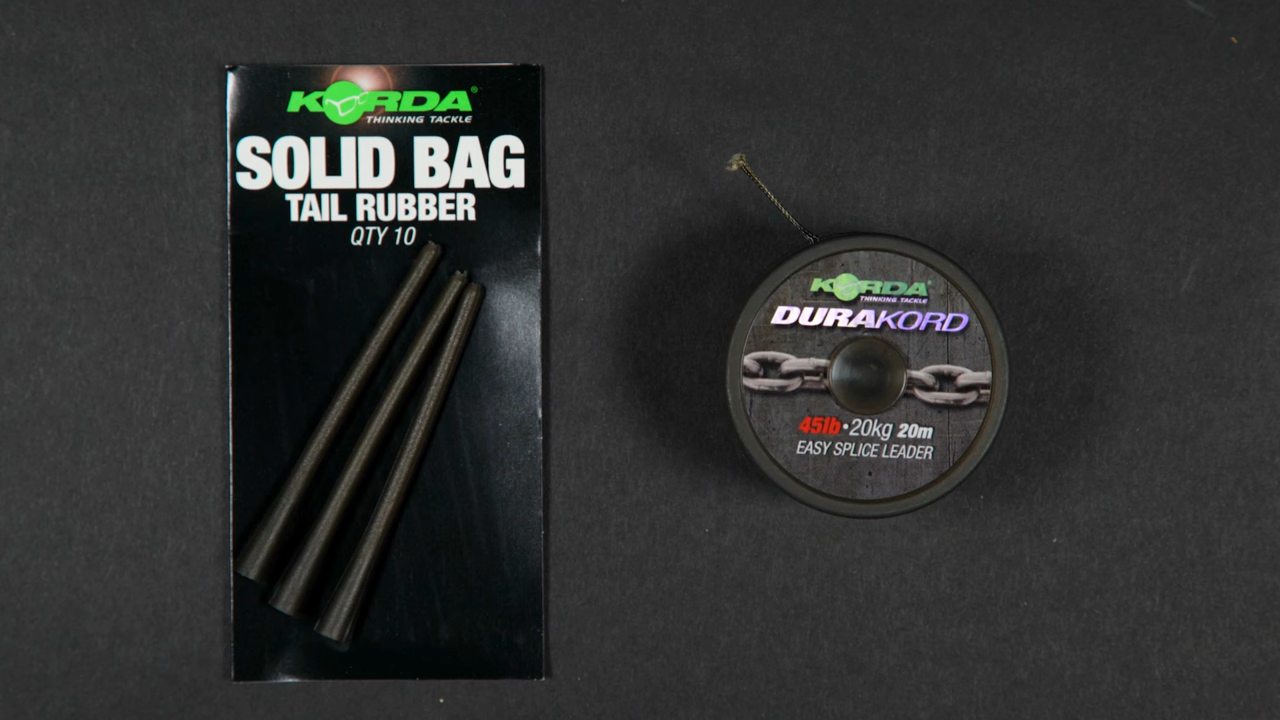 KORDA®
THINKING TACKLE
SOLID BAG
TAIL RUBBER
QTY 10
KORDA
THINKING TACKLE
DURAKORD
45lb•20kg 20m
EASY SPLICE LEADER